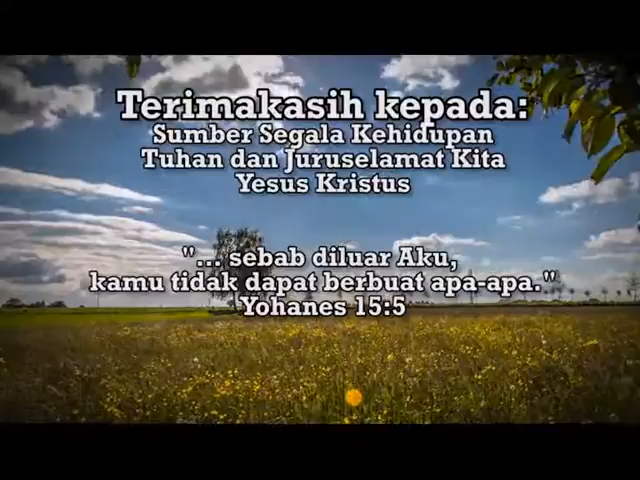 Terimakasih kepada:
Sumber Segala Kehidupan
Tuhan dan Juruselamat Kita
Yesus Kristus
"... sebab diluar Aku,
kamu tidak dapat berbuat apa-apa."
Yohanes 15:5